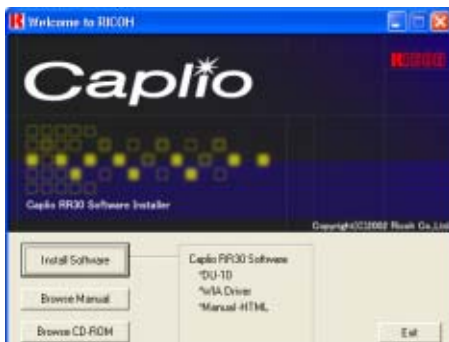 Welcome to RICOH
Caplio
RICOH
Caplio RR30 Software Installer
Copyright(C)2002 Ricoh Co.,Ltd
Install Software
Caplio RR30 Software
*DU-10
*WIA Driver
*Manual-HTML
Browse Manual
Browse CD-ROM
Exit